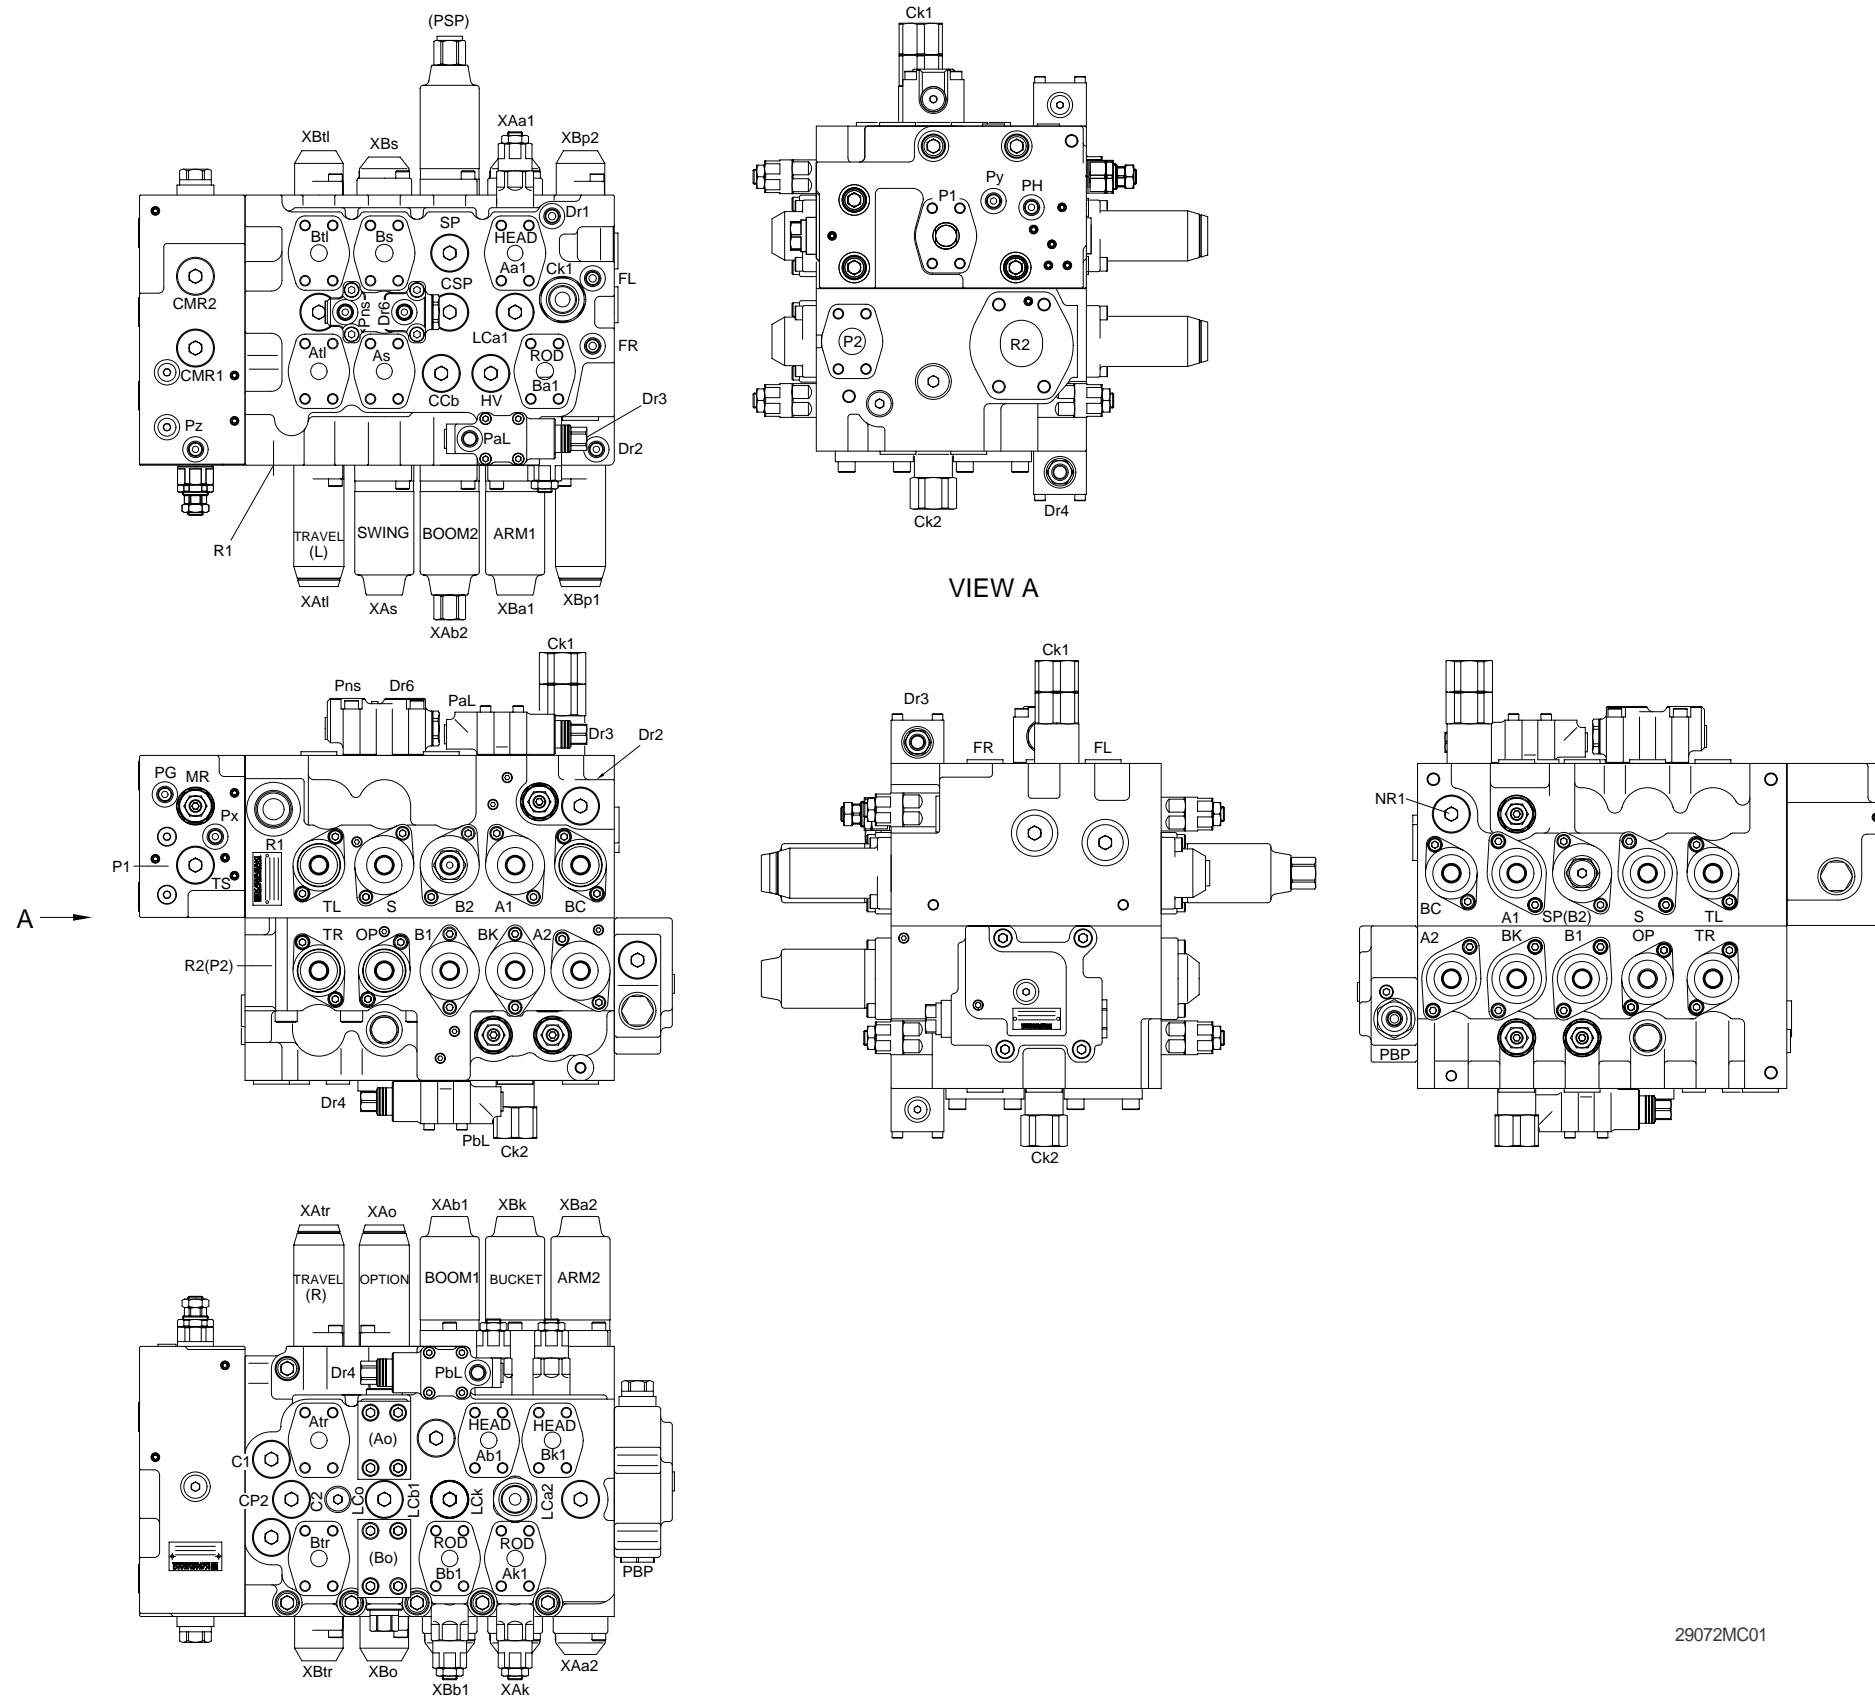 (PSP)
XBtl
XBs
XAa1
XBp2
Btl
Bs
SP
HEAD
Aa1
Dr1
Ck1
FL
CMR2
Pns
Dr6
CSP
LCa1
FR
Atl
As
ROD
Ba1
CMR1
CCb
HV
Dr3
Pz
PaL
Dr2
R1
TRAVEL
(L)
SWING
BOOM2
ARM1
XAtl
XAs
XBa1
XBp1
XAb2
Ck1
P1
Py
PH
P2
R2
Ck2
Dr4
VIEW A
Ck1
Pns
Dr6
PaL
Dr3
Dr2
PG
MR
Px
R1
P1
TS
TL
S
B2
A1
BC
A
TR
OP
B1
BK
A2
R2(P2)
Dr4
PbL
Ck2
Ck1
Dr3
FR
FL
Ck2
NR1
BC
A1
SP(B2)
S
TL
A2
BK
B1
OP
TR
PBP
XAtr
XAo
XAb1
XBk
XBa2
TRAVEL
(R)
OPTION
BOOM1
BUCKET
ARM2
Dr4
PbL
Atr
(Ao)
HEAD
Ab1
HEAD
Bk1
C1
CP2
C2
LCo
LCb1
LCk
LCa2
Btr
(Bo)
ROD
Bb1
ROD
Ak1
PBP
XBtr
XBo
XBb1
XAk
XAa2
29072MC01